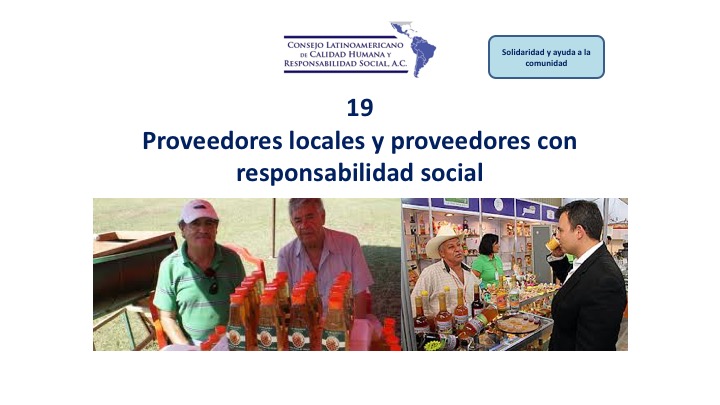 CONSEJO LATINOAMERICANO
DE CALIDAD HUMANA Y
RESPONSABILIDAD SOCIAL, A.C.
Solidaridad y ayuda a la
comunidad
19
Proveedores locales y proveedores con
responsabilidad social